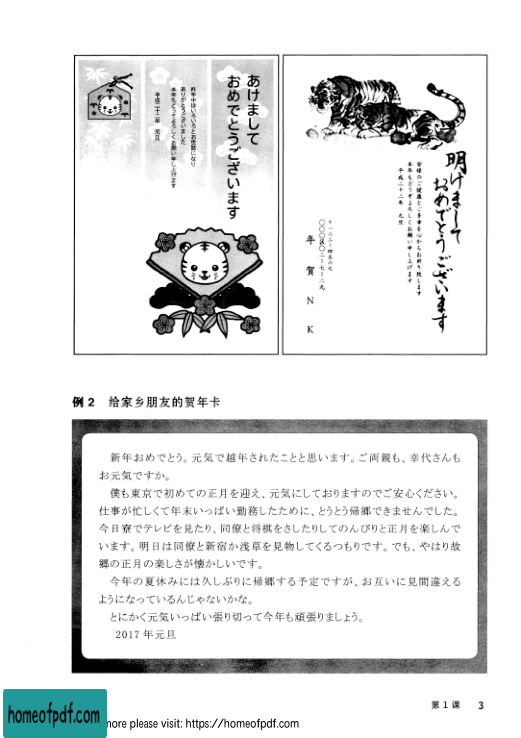 あけまして
おめでとうございます
昨年中はいろいろとお世話になり
ありがとうございました
本年もどうぞよろしくお願い申し上げます
平成二十二年 元旦
明けまして
おめでとうございます
皆様のご健康とご多幸を心からお祈り致します
本年もどうぞよろしくお願い申し上げます
平成二十二年 元旦
年賀NK
例2 给家乡朋友的贺年卡
新年おめでとう。元気で越年されたことと思います。ご両親も、幸代さんも
お元気ですか。
僕も東京で初めての正月を迎え、元気にしておりますのでご安心ください。
仕事が忙しくて年末いっぱい勤務したために、とうとう帰郷できませんでした。
今日寮でテレビを見たり、同僚と将棋をさしたりしてのんびりと正月を楽しんで
います。明日は同僚と新宿か浅草を見物してくるつもりです。でも、やはり故
郷の正月の楽しさが懐かしいです。
今年の夏休みには久しぶりに帰郷する予定ですが、お互いに見間違える
ようになっているんじゃないかな。
とにかく元気いっぱい張り切って今年も頑張りましょう。
2017年元旦
第1课 3
homeofpdf.com
more please visit: https://homeofpdf.com